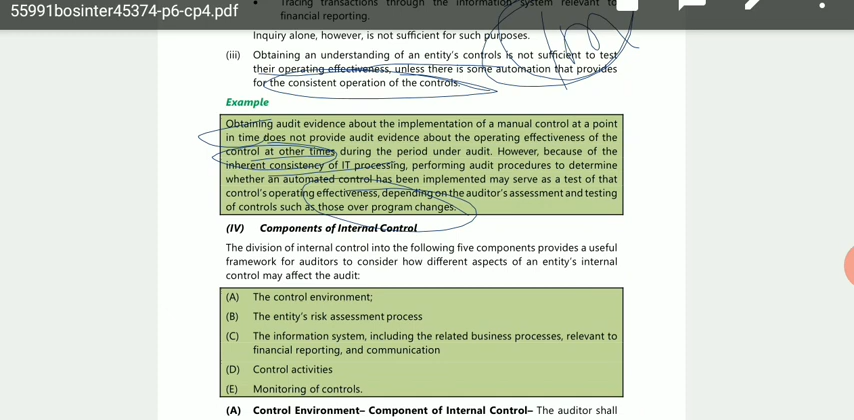 55991bosinter45374-p6-cp4.pdf
• Tracing transactions through the information system relevant to
financial reporting.
Inquiry alone, however, is not sufficient for such purposes.
(iii) Obtaining an understanding of an entity's controls is not sufficient to test
their operating effectiveness, unless there is some automation that provides
for the consistent operation of the controls.
Example
Obtaining audit evidence about the implementation of a manual control at a point
in time does not provide audit evidence about the operating effectiveness of the
control at other times during the period under audit. However, because of the
inherent consistency of IT processing, performing audit procedures to determine
whether an automated control has been implemented may serve as a test of that
control's operating effectiveness, depending on the auditor's assessment and testing
of controls such as those over program changes.
(IV) Components of Internal Control
The division of internal control into the following five components provides a useful
framework for auditors to consider how different aspects of an entity's internal
control may affect the audit:
(A) The control environment;
(B) The entity's risk assessment process
(C) The information system, including the related business processes, relevant to
financial reporting, and communication
(D) Control activities
(E) Monitoring of controls.
(A) Control Environment– Component of Internal Control– The auditor shall